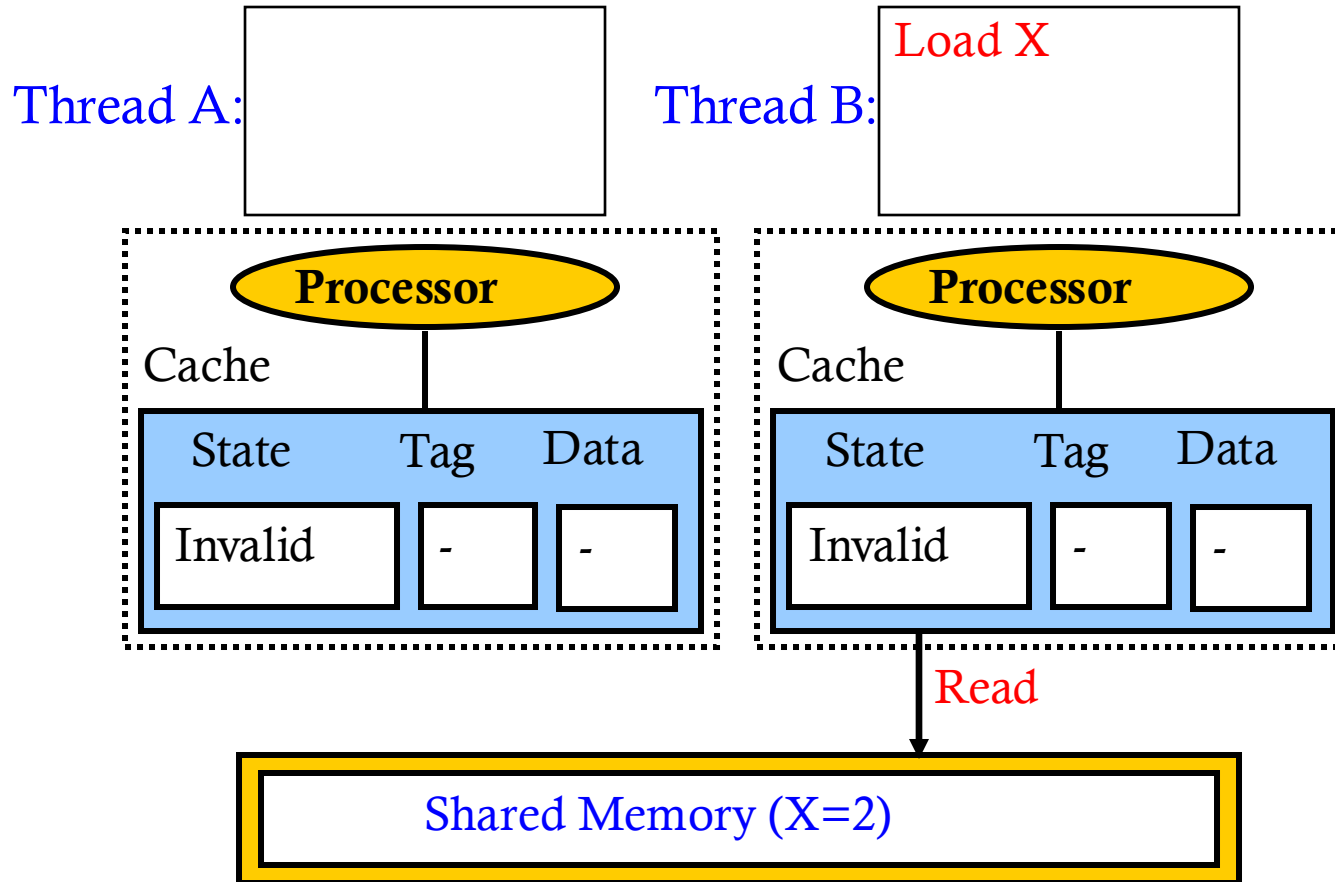 Load X
Thread A:
Thread B:
Processor
Processor
Cache
Cache
State Tag Data
State Tag Data
Invalid - -
Invalid - -
Read
Shared Memory (X=2)